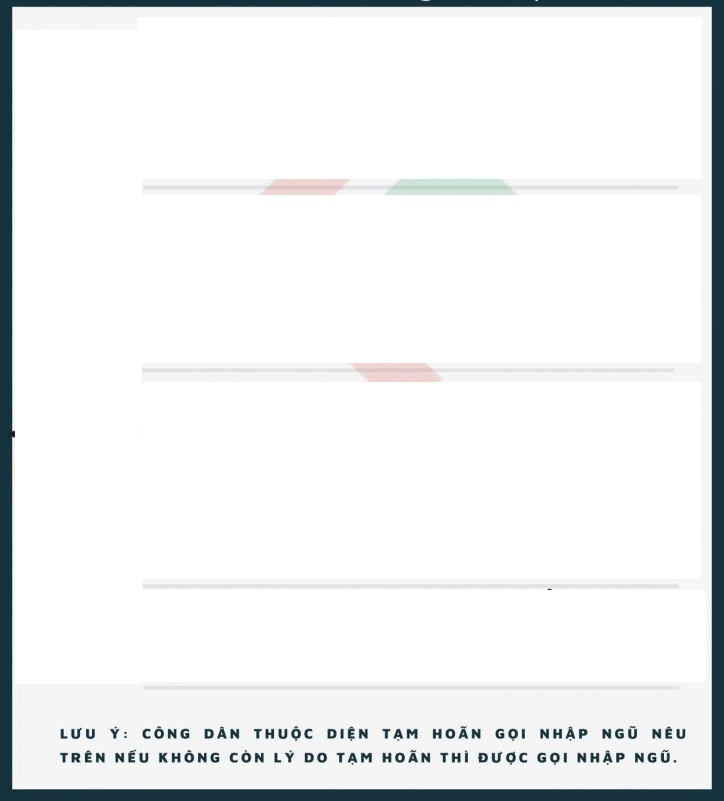 LƯU Ý: CÔNG DÂN THUỘC DIỆN TẠM HOÃN GỌI NHẬP NGŨ NÊU
TRÊN NẾU KHÔNG CÒN LÝ DO TẠM HOÃN THÌ ĐƯỢC GỌI NHẬP NGŨ.